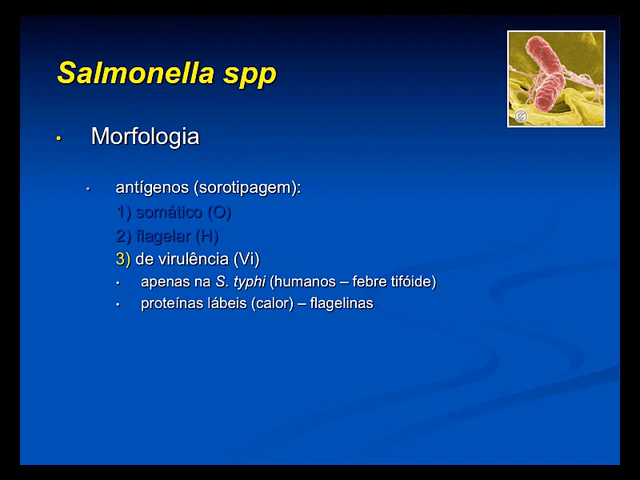 Salmonella spp
• Morfologia
• antígenos (sorotipagem):
1) somático (O)
2) flagelar (H)
3) de virulência (Vi)
• apenas na S. typhi (humanos – febre tifóide)
• proteínas lábeis (calor) – flagelinas